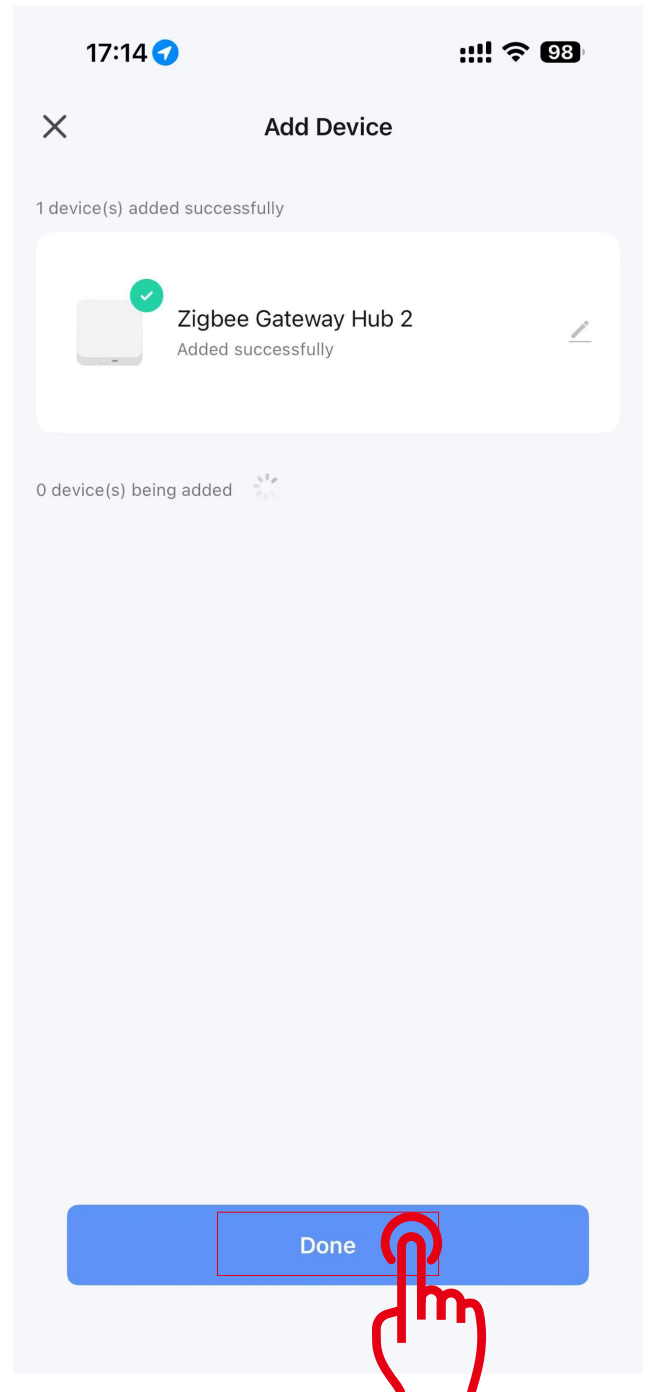 17:14
98
Add Device
1 device(s) added successfully
Zigbee Gateway Hub 2
Added successfully
0 device(s) being added
Done